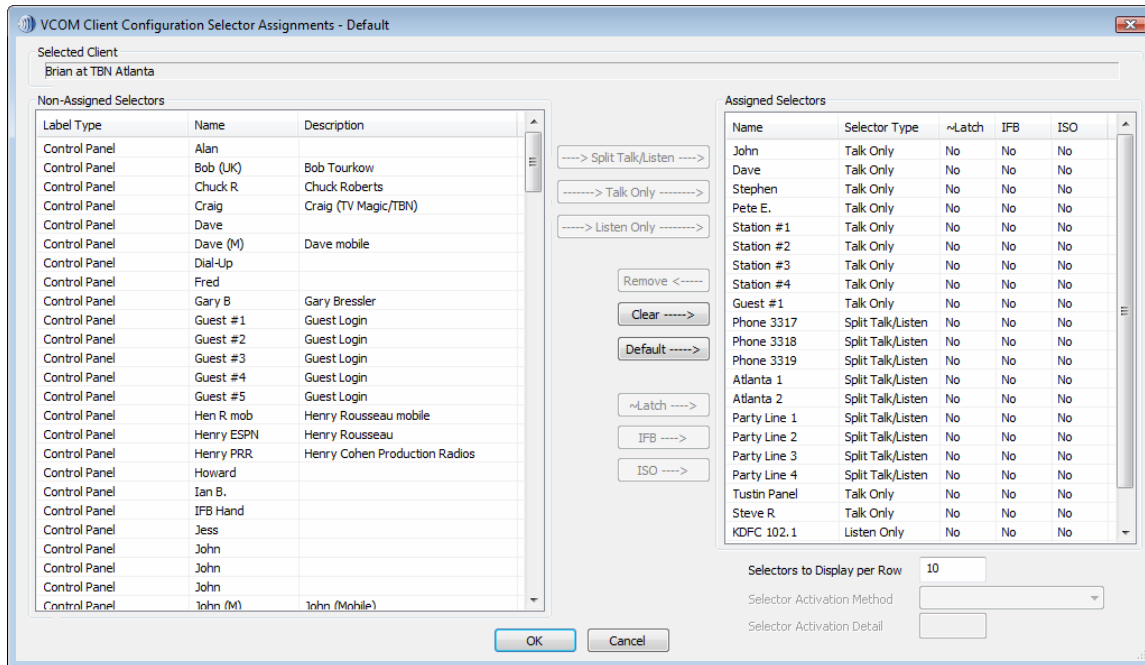 VCOM Client Configuration Selector Assignments - Default
Selected Client
Brian at TBN Atlanta
Non-Assigned Selectors
Label Type Name Description
Control Panel Alan
Control Panel Bob (UK) Bob Tourkow
Control Panel Chuck R Chuck Roberts
Control Panel Craig Craig (TV Magic/TBN)
Control Panel Dave
Control Panel Dave (M) Dave mobile
Control Panel Dial-Up
Control Panel Fred
Control Panel Gary B Gary Bressler
Control Panel Guest #1 Guest Login
Control Panel Guest #2 Guest Login
Control Panel Guest #3 Guest Login
Control Panel Guest #4 Guest Login
Control Panel Guest #5 Guest Login
Control Panel Hen R mob Henry Rousseau mobile
Control Panel Henry ESPN Henry Rousseau
Control Panel Henry PRR Henry Cohen Production Radios
Control Panel Howard
Control Panel Ian B.
Control Panel IFB Hand
Control Panel Jess
Control Panel John
Control Panel John
Control Panel John
Control Panel John (M) John (Mobile)
----> Split Talk/Listen ---->
-------> Talk Only -------->
-----> Listen Only -------->
Remove <-----
Clear ----->
Default ----->
~Latch ---->
IFB ---->
ISO ---->
Assigned Selectors
Name Selector Type ~Latch IFB ISO
John Talk Only No No No
Dave Talk Only No No No
Stephen Talk Only No No No
Pete E. Talk Only No No No
Station #1 Talk Only No No No
Station #2 Talk Only No No No
Station #3 Talk Only No No No
Station #4 Talk Only No No No
Guest #1 Talk Only No No No
Phone 3317 Split Talk/Listen No No No
Phone 3318 Split Talk/Listen No No No
Phone 3319 Split Talk/Listen No No No
Atlanta 1 Split Talk/Listen No No No
Atlanta 2 Split Talk/Listen No No No
Party Line 1 Split Talk/Listen No No No
Party Line 2 Split Talk/Listen No No No
Party Line 3 Split Talk/Listen No No No
Party Line 4 Split Talk/Listen No No No
Tustin Panel Talk Only No No No
Steve R Talk Only No No No
KDFC 102.1 Listen Only No No No
Selectors to Display per Row 10
Selector Activation Method
Selector Activation Detail
OK Cancel